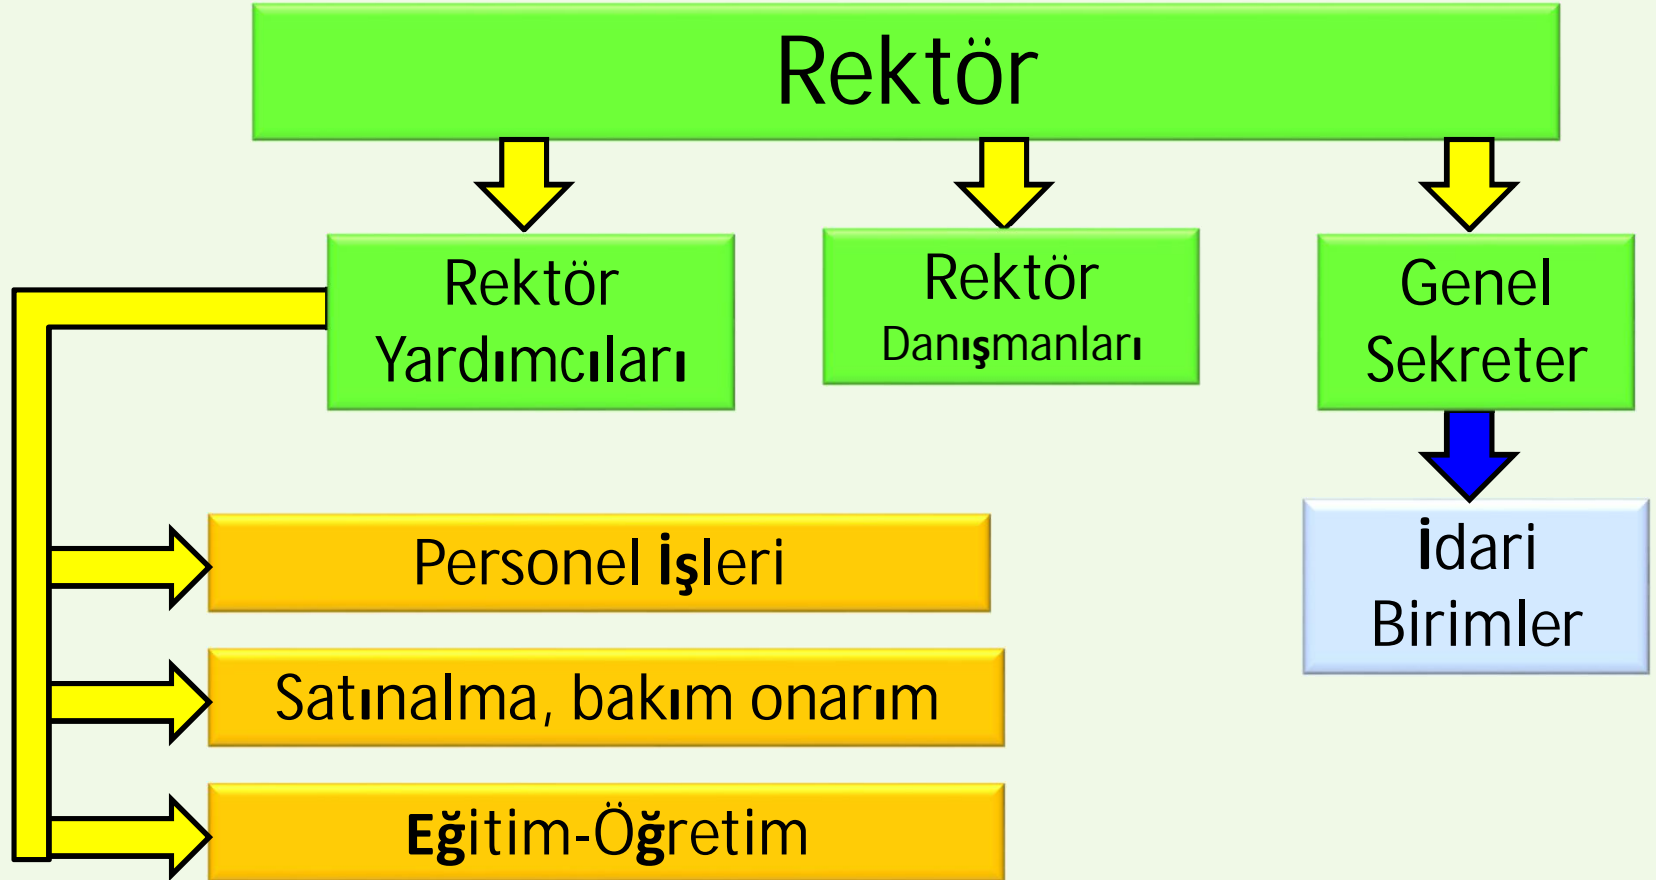 Rektör
Rektör
Yardımcıları
Rektör
Danışmanları
Genel
Sekreter
Personel İşleri
Satınalma, bakım onarım
Eğitim-Öğretim
İdari
Birimler